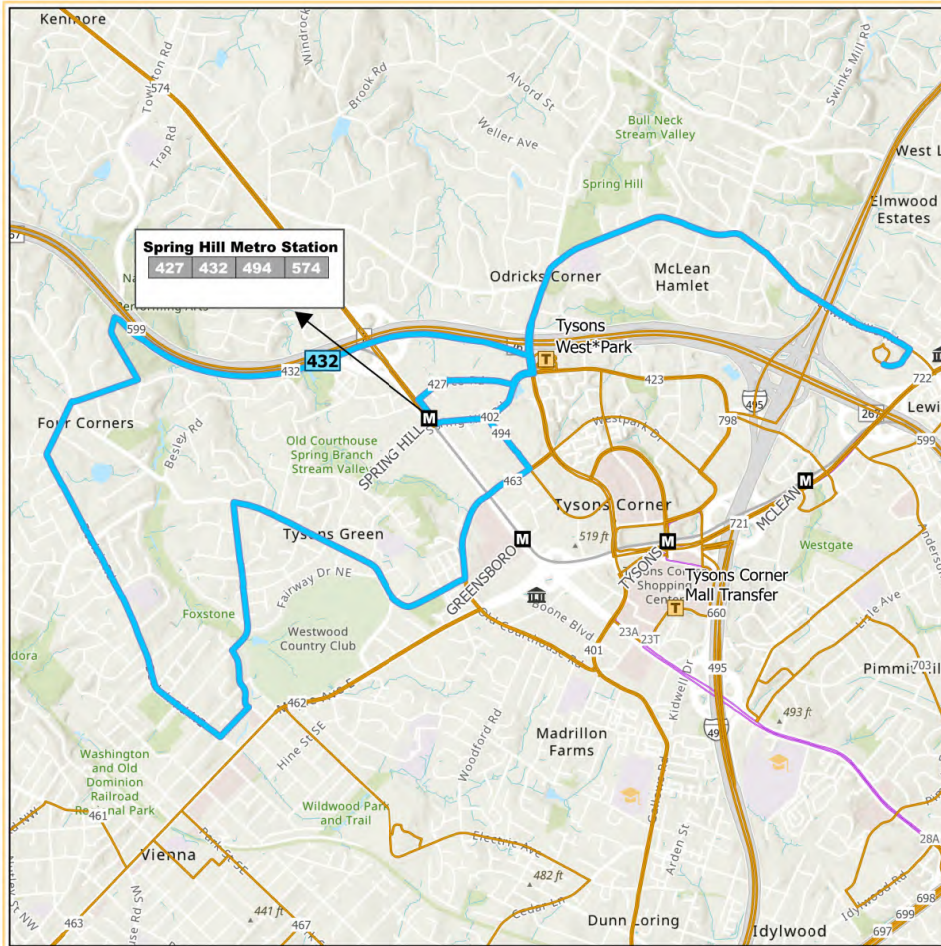 Kenmore
Windrock
Towlston Rd
574
Brook Rd
Alvord St
Swinks Mill Rd
Trap Rd
Weller Ave
Bull Neck
Stream Valley
West L
Spring Hill
Elmwood
Estates
Spring Hill Metro Station
427 432 494 574
Odricks Corner
McLean
Hamlet
Performing Arts
599
Tysons
West*Park
T
432
432
427
423
722
495
267
Lewi
Four Corners
Besley Rd
M
402
494
Westpark Dr
798
599
Old Courthouse
Spring Branch
Stream Valley
SPRING HILL
463
M
MCLEAN
Tysons Corner
Tysons Green
M
519 ft
M
721
Westgate
GREENSBORO
TYSONS
Fairway Dr NE
Tysons Corner
Mall Transfer
Shopping
Center
T
660
Boone Blvd
Foxstone
Westwood
Country Club
Old Courthouse Rd
23A
23T
401
Kidwell Dr
495
703
462
493 ft
Hine St SE
Woodford Rd
Madrillon
Farms
Washington
and Old
Dominion
Railroad
Wildwood Park
and Trail
461
Vienna
Park St SE
Electric Ave
Arden St
28A
482 ft
Idylwood Rd
441 ft
Cedar Ln
463
467
Dunn Loring
Idylwood
698
699
697